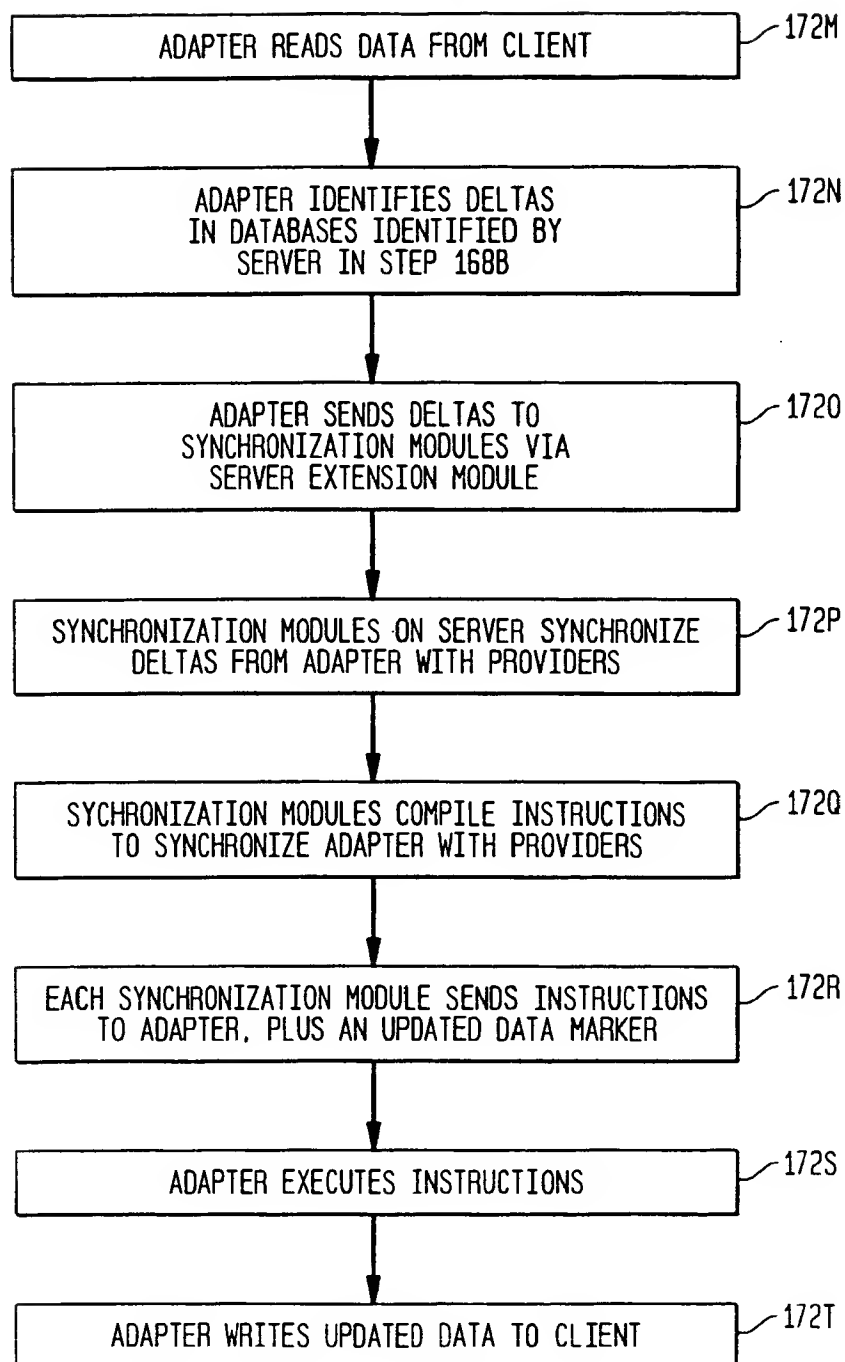 ADAPTER READS DATA FROM CLIENT
172M
ADAPTER IDENTIFIES DELTAS
IN DATABASES IDENTIFIED BY
SERVER IN STEP 168B
172N
ADAPTER SENDS DELTAS TO
SYNCHRONIZATION MODULES VIA
SERVER EXTENSION MODULE
172O
SYNCHRONIZATION MODULES ON SERVER SYNCHRONIZE
DELTAS FROM ADAPTER WITH PROVIDERS
172P
SYCHRONIZATION MODULES COMPILE INSTRUCTIONS
TO SYNCHRONIZE ADAPTER WITH PROVIDERS
172Q
EACH SYNCHRONIZATION MODULE SENDS INSTRUCTIONS
TO ADAPTER, PLUS AN UPDATED DATA MARKER
172R
ADAPTER EXECUTES INSTRUCTIONS
172S
ADAPTER WRITES UPDATED DATA TO CLIENT
172T